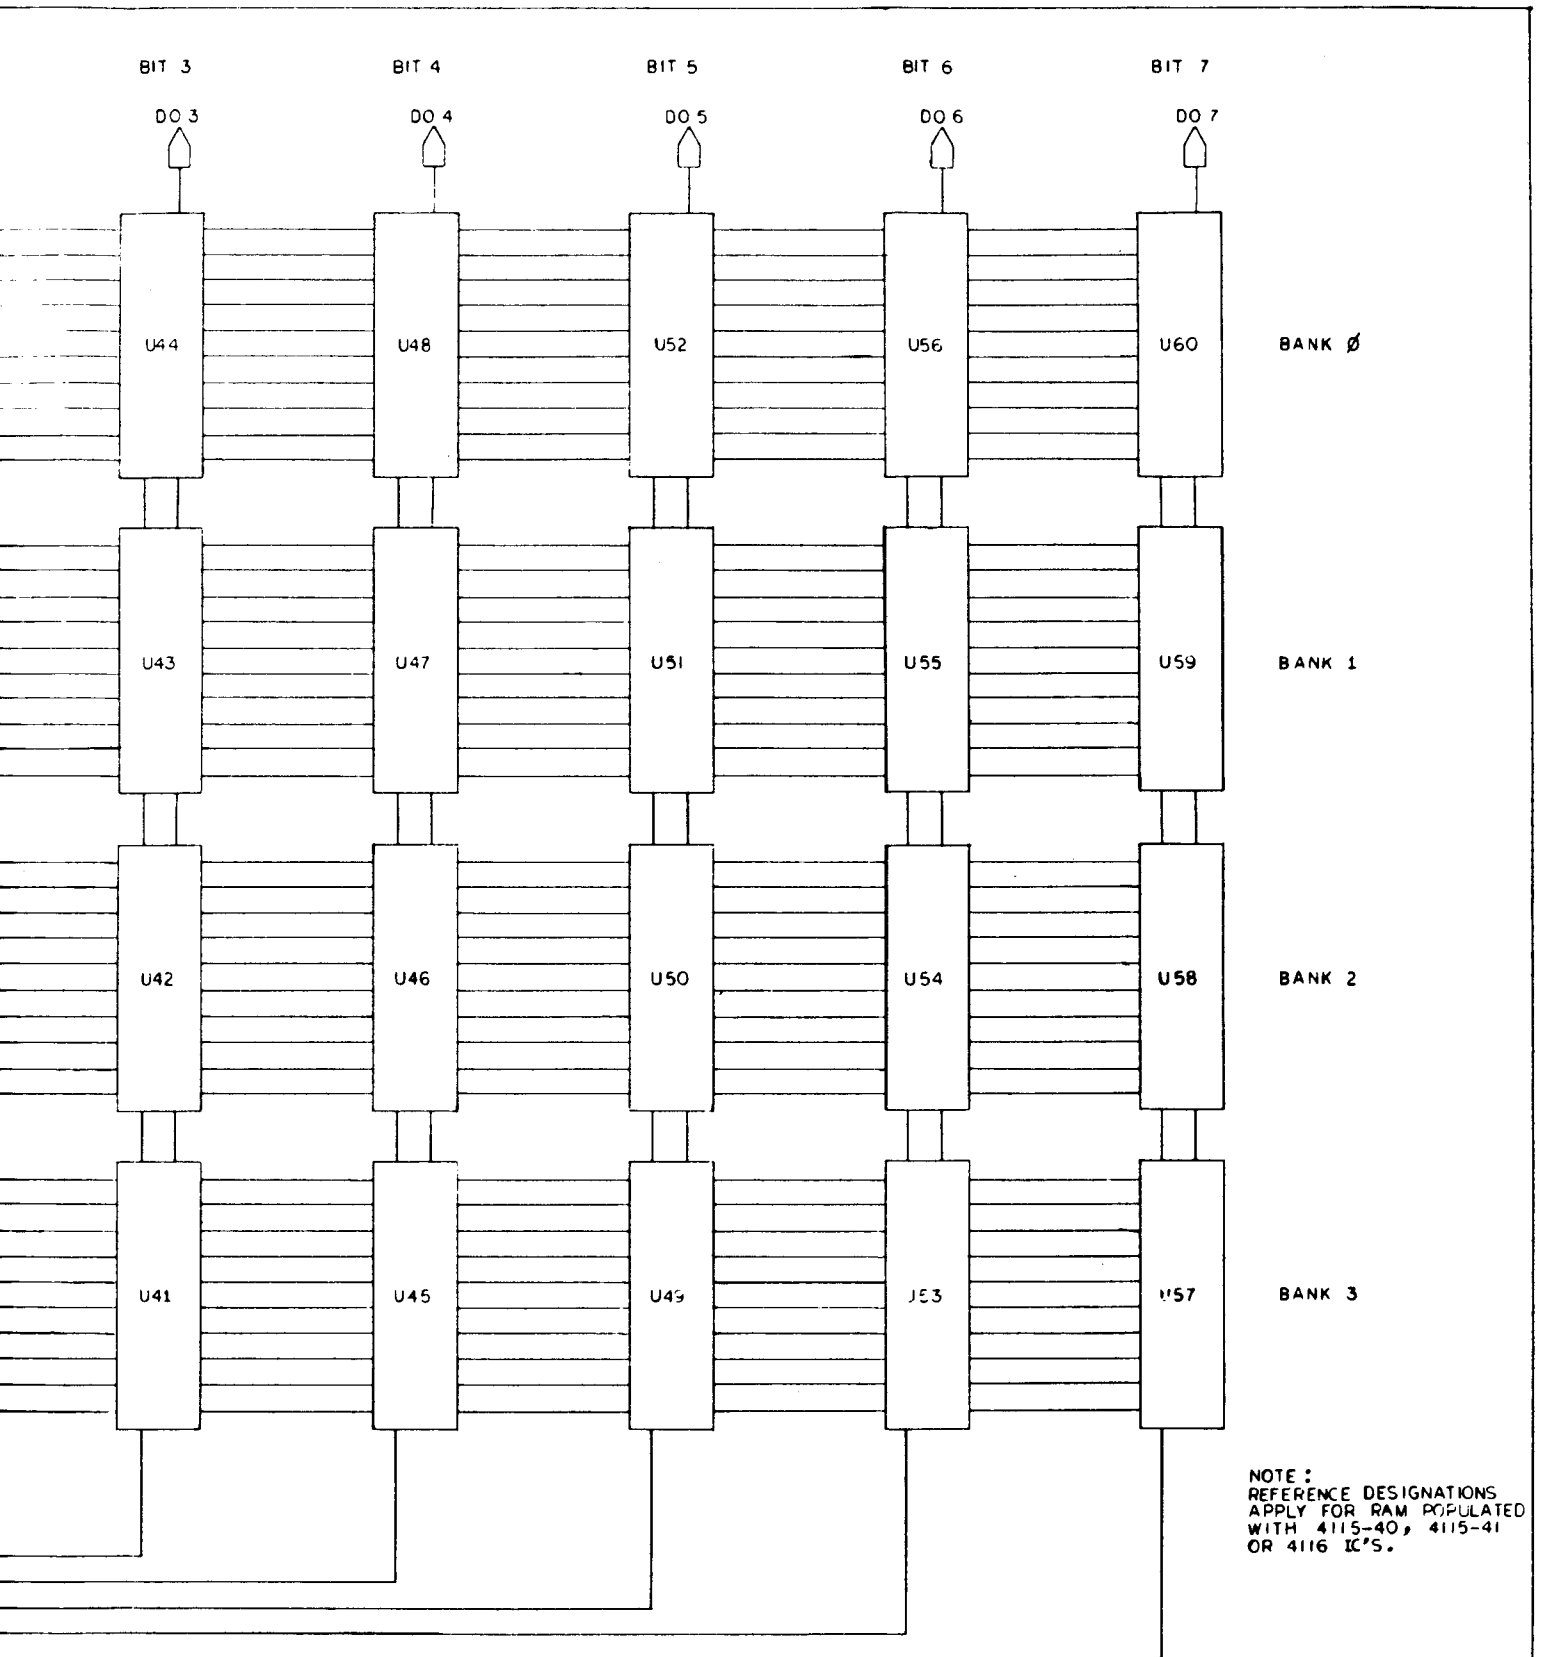 BIT 3 BIT 4 BIT 5 BIT 6 BIT 7
DO 3 DO 4 DO 5 DO 6 DO 7
U44 U48 U52 U56 U60 BANK Ø
U43 U47 U51 U55 U59 BANK 1
U42 U46 U50 U54 U58 BANK 2
U41 U45 U49 U53 U57 BANK 3
NOTE:
REFERENCE DESIGNATIONS
APPLY FOR RAM POPULATED
WITH 4115-40, 4115-41
OR 4116 IC'S.